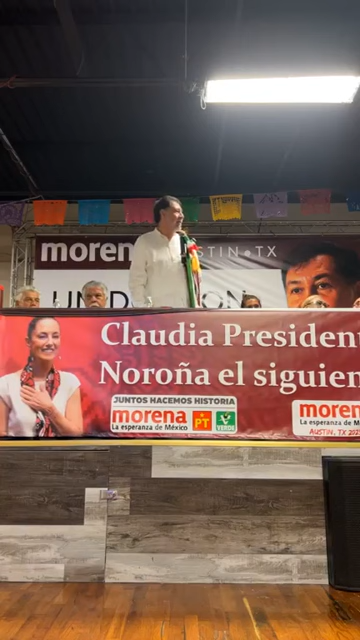 morena AUSTIN•TX
Claudia President
Noroña el siguien
JUNTOS HACEMOS HISTORIA
morena PT VERDE
La esperanza de México
moren
La esperanza de M
AUSTIN, TX 202